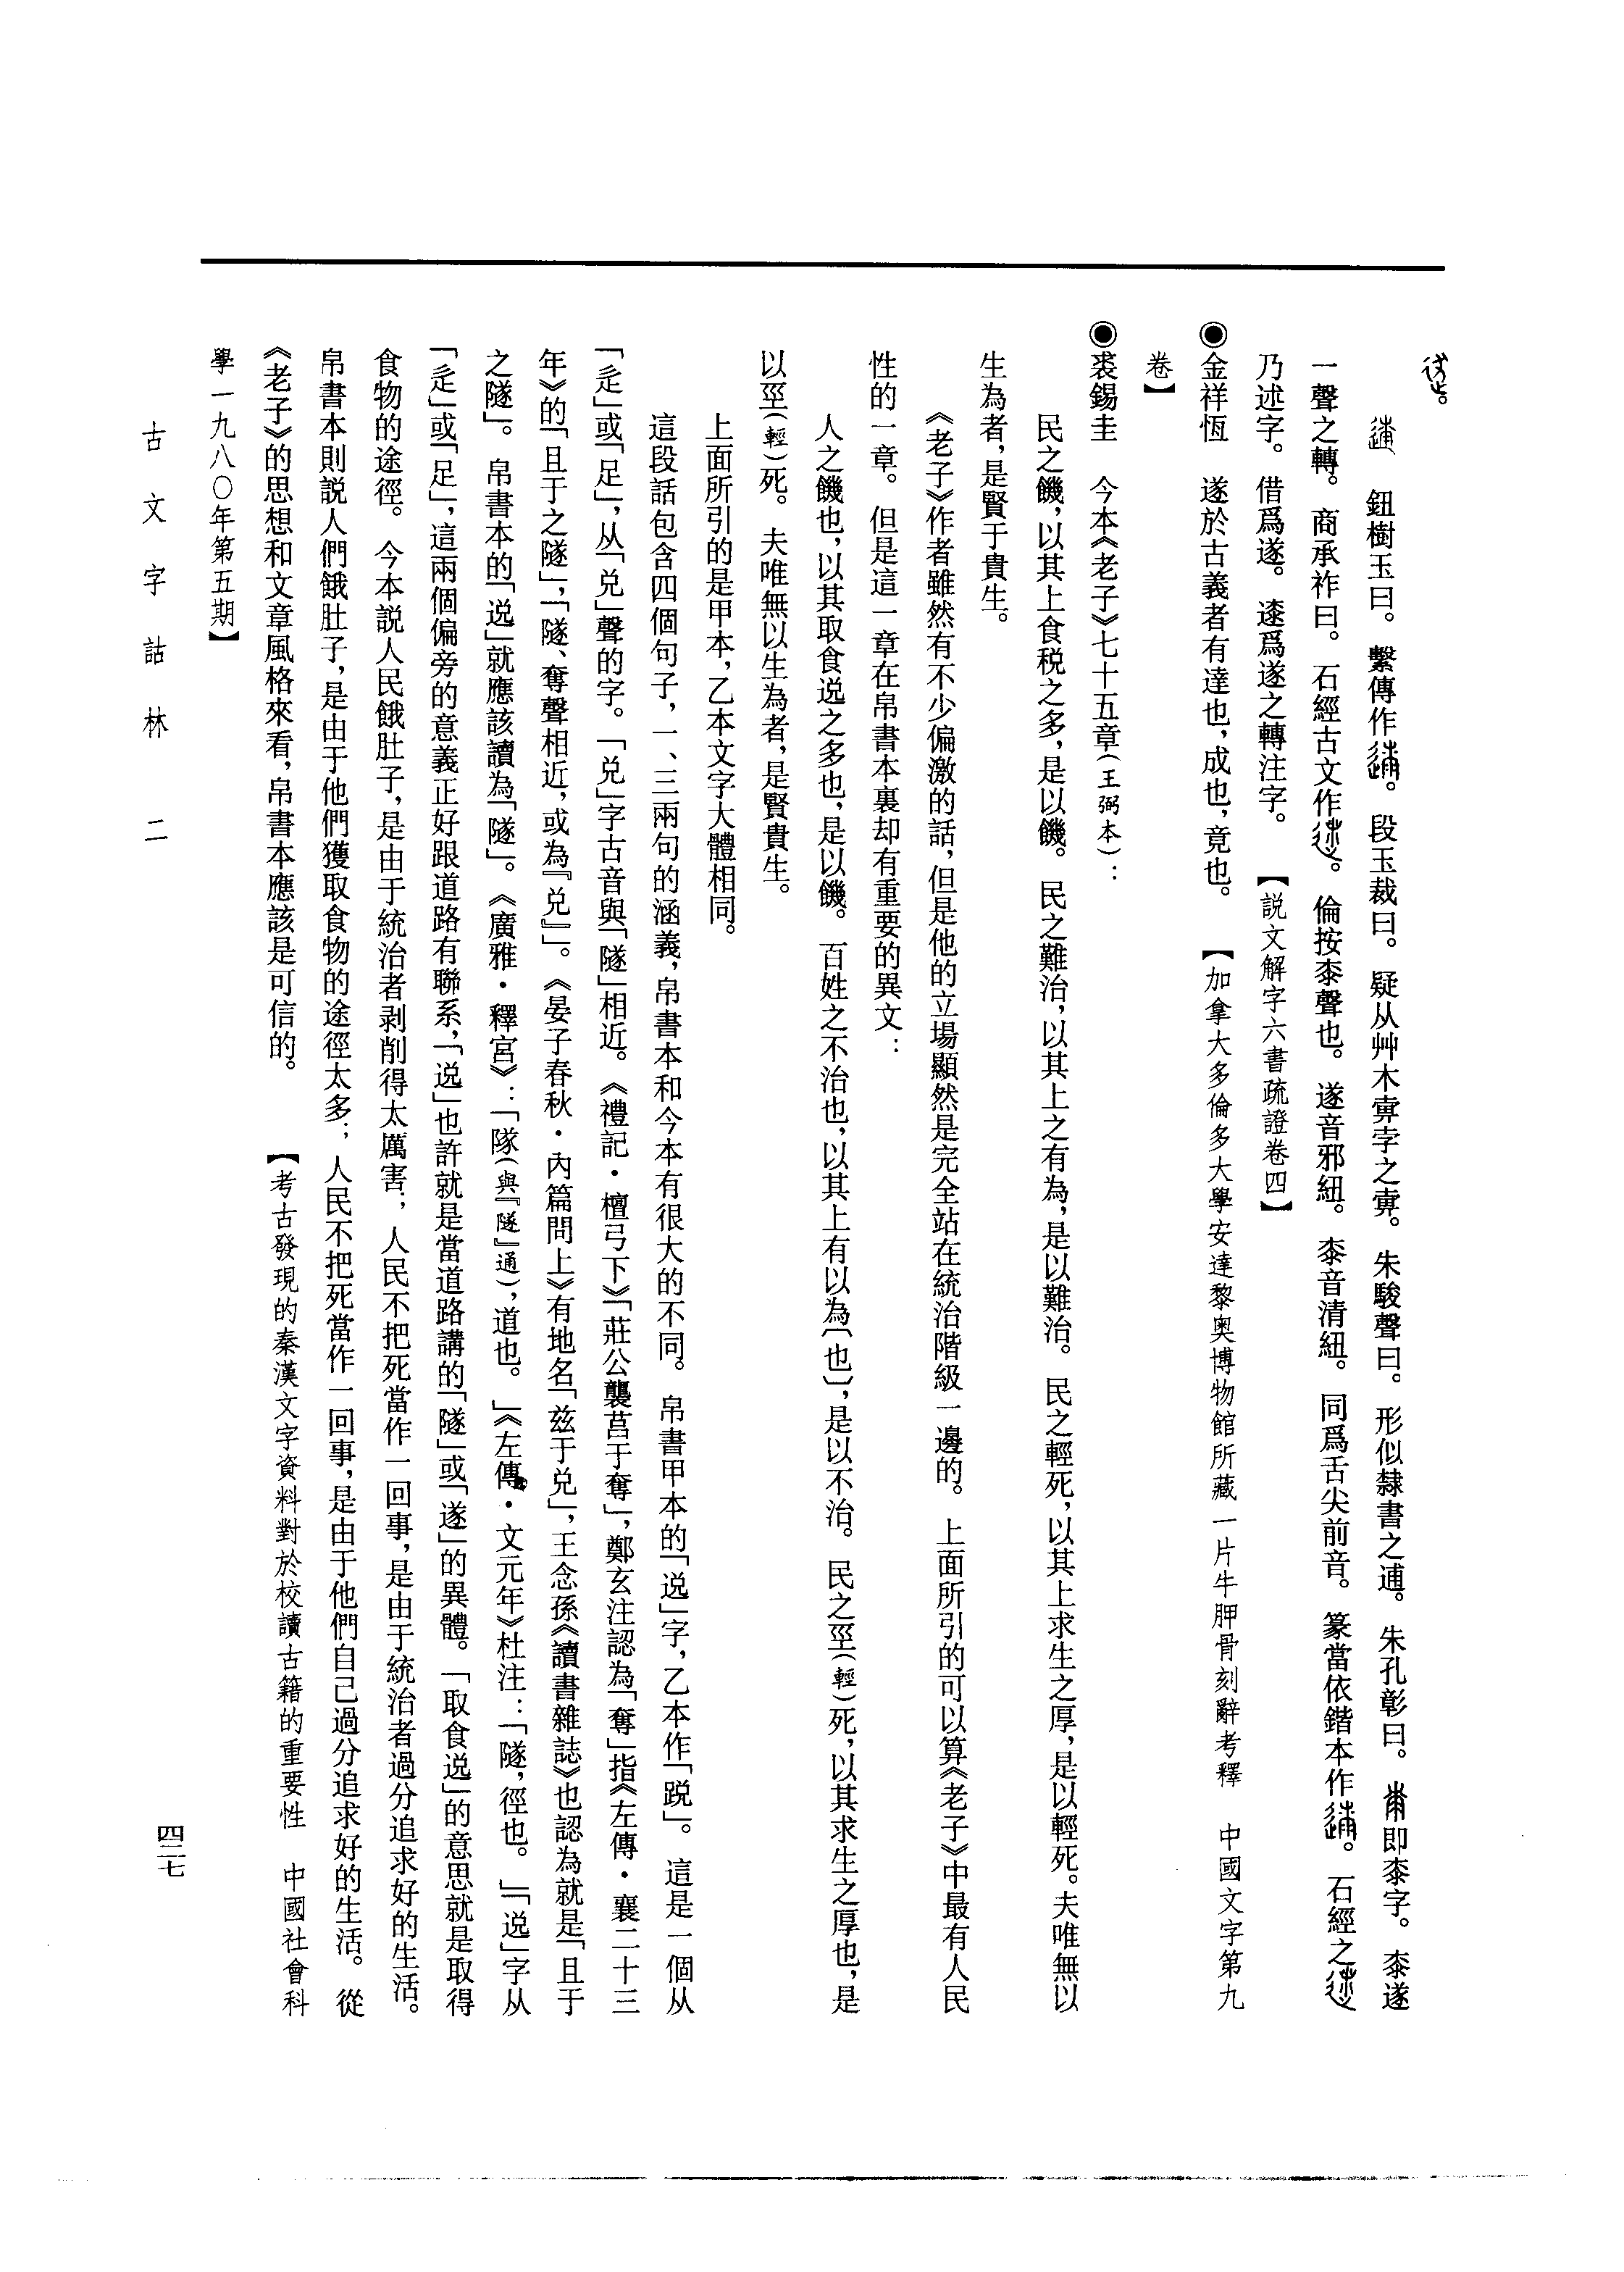 鈕樹玉曰。繫傳作。段玉裁曰。疑从艸木𣎵孛之𣎵。朱駿聲曰。形似隸書之逋。朱孔彰曰。即桼字。桼遂
一聲之轉。商承祚曰。石經古文作。倫按桼聲也。遂音邪紐。桼音清紐。同爲舌尖前音。篆當依鍇本作。石經之
乃述字。借爲遂。爲遂之轉注字。【説文解字六書疏證卷四】
◉金祥恆　遂於古義者有達也，成也，竟也。【加拿大多倫多大學安達黎奧博物館所藏一片牛胛骨刻辭考釋　中國文字第九
卷】
◉裘錫圭　今本《老子》七十五章（王弼本）：
民之饑，以其上食税之多，是以饑。民之難治，以其上之有為，是以難治。民之輕死，以其上求生之厚，是以輕死。夫唯無以
生為者，是賢于貴生。
《老子》作者雖然有不少偏激的話，但是他的立場顯然是完全站在統治階級一邊的。上面所引的可以算《老子》中最有人民
性的一章。但是這一章在帛書本裏却有重要的異文：
人之饑也，以其取食𨓚之多也，是以饑。百姓之不治也，以其上有以為〔也〕，是以不治。民之巠（輕）死，以其求生之厚也，是
以巠（輕）死。夫唯無以生為者，是賢貴生。
上面所引的是甲本，乙本文字大體相同。
這段話包含四個句子，一、三兩句的涵義，帛書本和今本有很大的不同。帛書甲本的「𨓚」字，乙本作「䟫」。這是一個从
「辵」或「足」，从「兑」聲的字。「兑」字古音與「隧」相近。《禮記・檀弓下》「莊公襲莒于奪」，鄭玄注認為「奪」指《左傳・襄二十三
年》的「且于之隧」，「隧、奪聲相近，或為『兑』」。《晏子春秋・内篇問上》有地名「兹于兑」，王念孫《讀書雜誌》也認為就是「且于
之隧」。帛書本的「𨓚」就應該讀為「隧」。《廣雅・釋宫》：「隊（與『隧』通），道也。」《左傳・文元年》杜注：「隧，徑也。」「𨓚」字从
「辵」或「足」，這兩個偏旁的意義正好跟道路有聯系，「𨓚」也許就是當道路講的「隧」或「遂」的異體。「取食𨓚」的意思就是取得
食物的途徑。今本説人民餓肚子，是由于統治者剥削得太厲害；人民不把死當作一回事，是由于統治者過分追求好的生活。
帛書本則説人們餓肚子，是由于他們獲取食物的途徑太多；人民不把死當作一回事，是由于他們自己過分追求好的生活。從
《老子》的思想和文章風格來看，帛書本應該是可信的。【考古發現的秦漢文字資料對於校讀古籍的重要性　中國社會科
學一九八〇年第五期】
古文字詁林　二
四二七